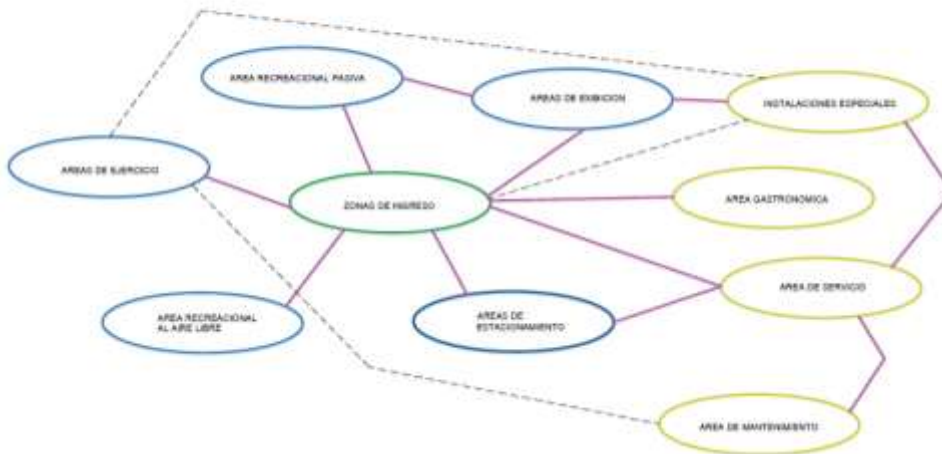 AREA RECREACIONAL PASIVA
AREAS DE EXIBICION
INSTALACIONES ESPECIALES
AREAS DE EJERCICIO
ZONAS DE INGRESO
AREA GASTRONOMICA
AREA DE SERVICIO
AREA RECREACIONAL
AL AIRE LIBRE
AREAS DE
ESTACIONAMIENTO
AREA DE MANTENIMIENTO